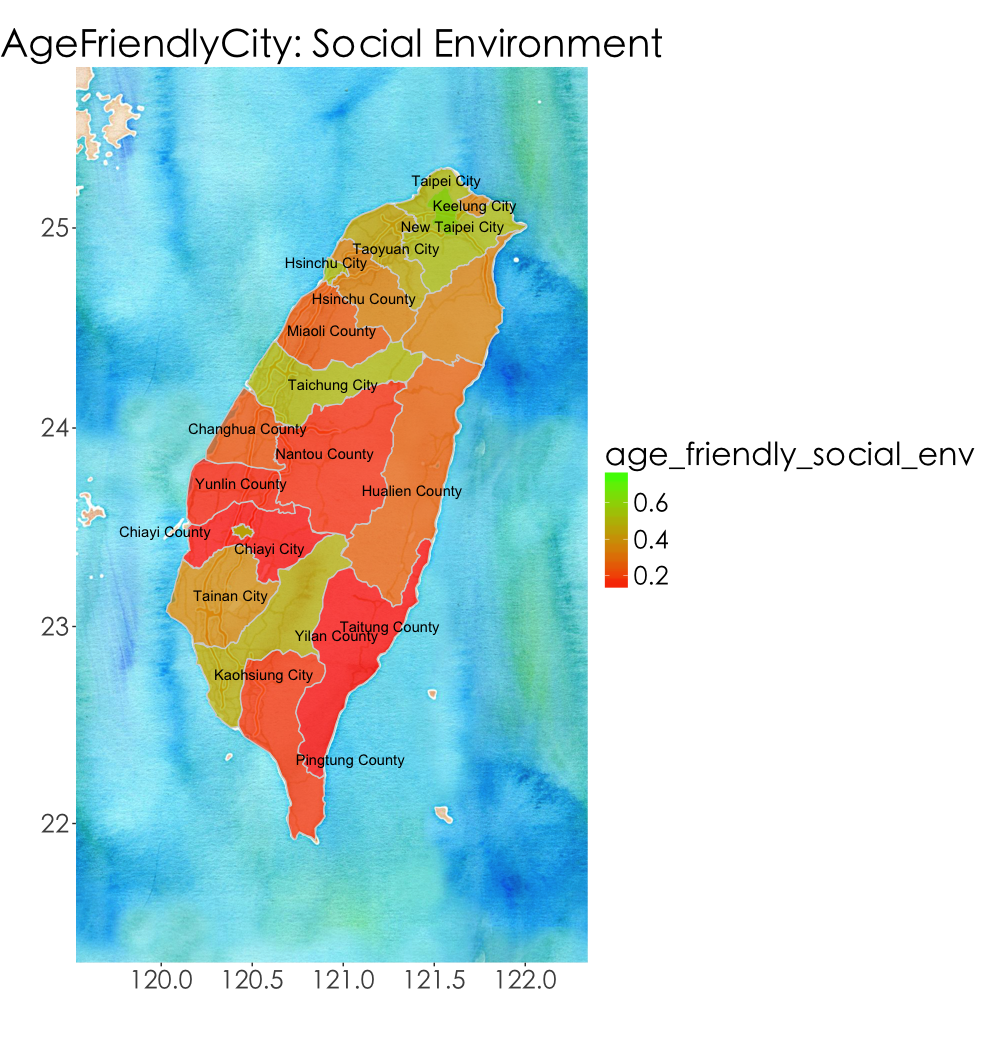 AgeFriendlyCity: Social Environment
Taipei City
Keelung City
New Taipei City
Taoyuan City
Hsinchu City
Hsinchu County
Miaoli County
Taichung City
Changhua County
Nantou County
Yunlin County
Hualien County
Chiayi County
Chiayi City
Tainan City
Taitung County
Yilan County
Kaohsiung City
Pingtung County
25
24
23
22
120.0 120.5 121.0 121.5 122.0
age_friendly_social_env
0.6
0.4
0.2